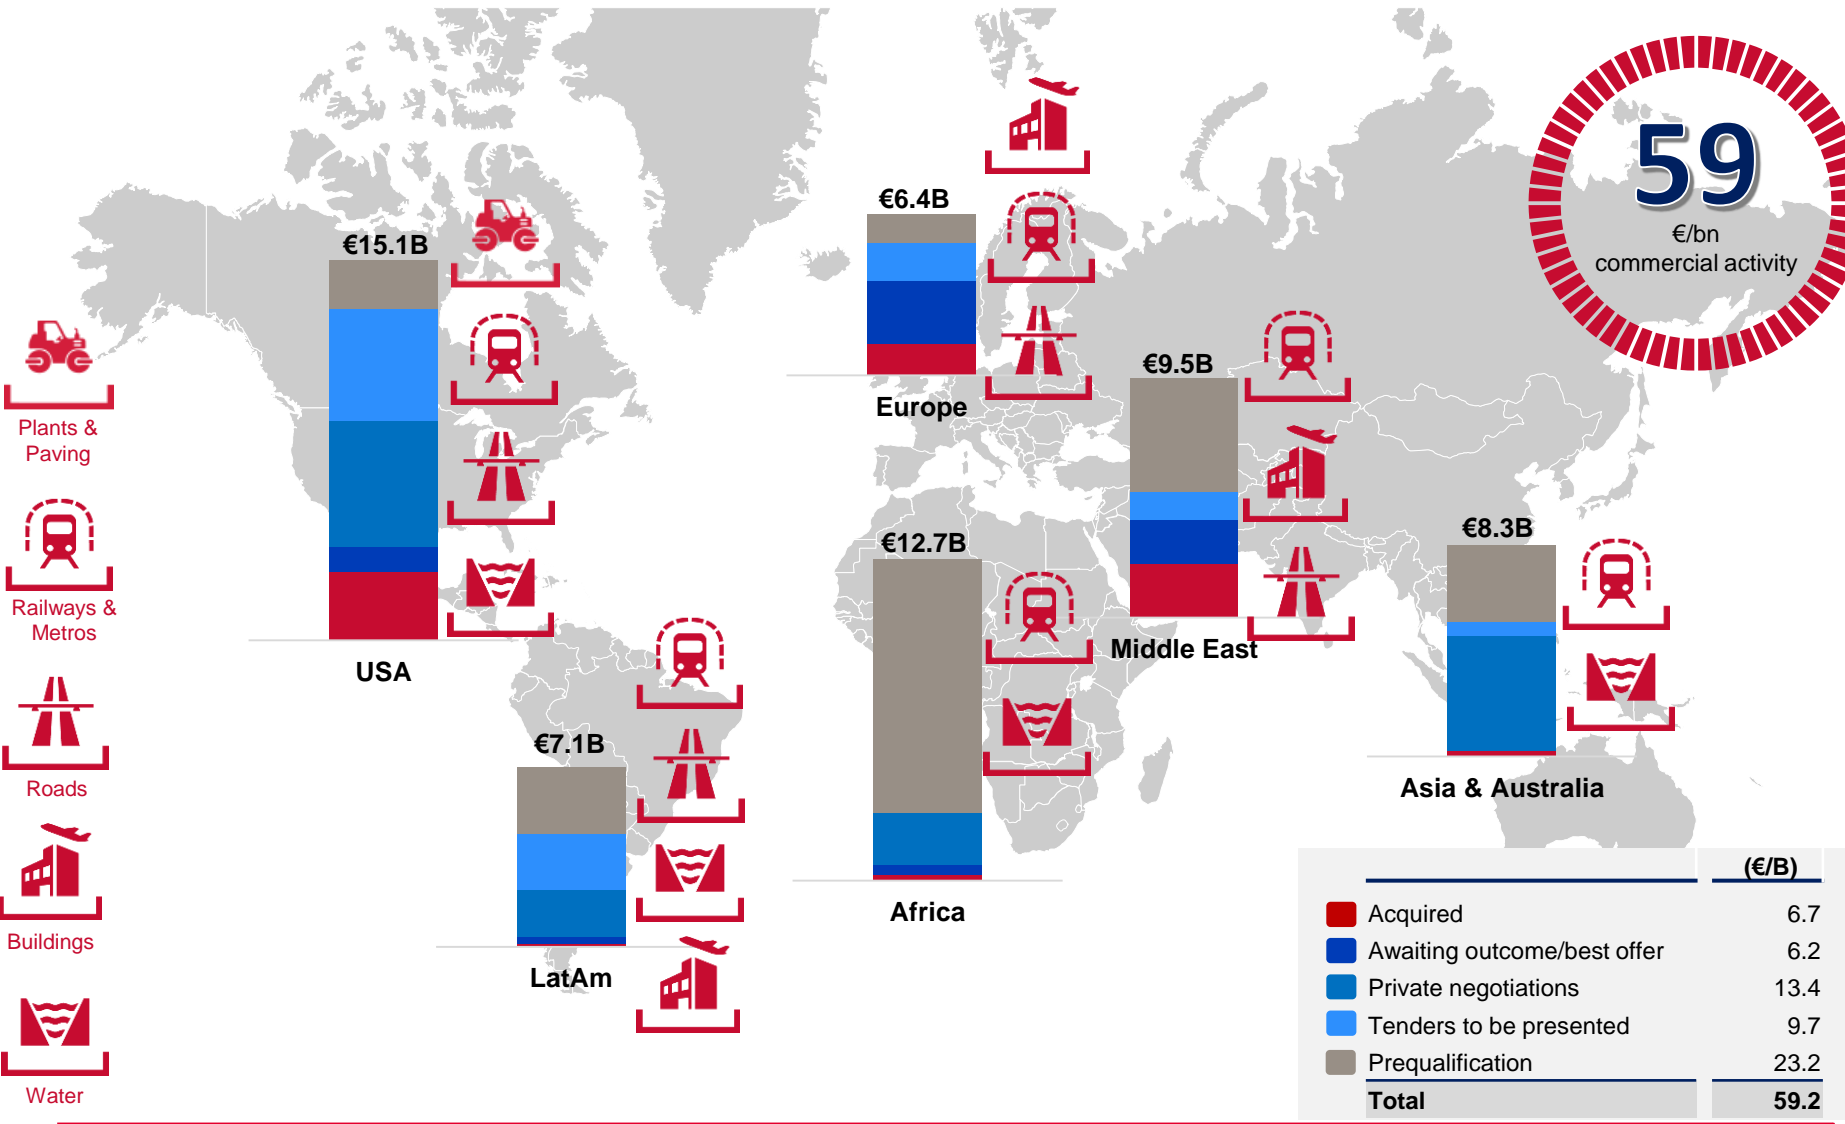 59
€/bn
commercial activity
€6.4B
€15.1B
Europe
€9.5B
Plants &
Paving
€12.7B
€8.3B
Railways &
Metros
USA
Middle East
€7.1B
Asia & Australia
Roads
Africa
LatAm
Buildings
Water
(€/B)
Acquired 6.7
Awaiting outcome/best offer 6.2
Private negotiations 13.4
Tenders to be presented 9.7
Prequalification 23.2
Total 59.2